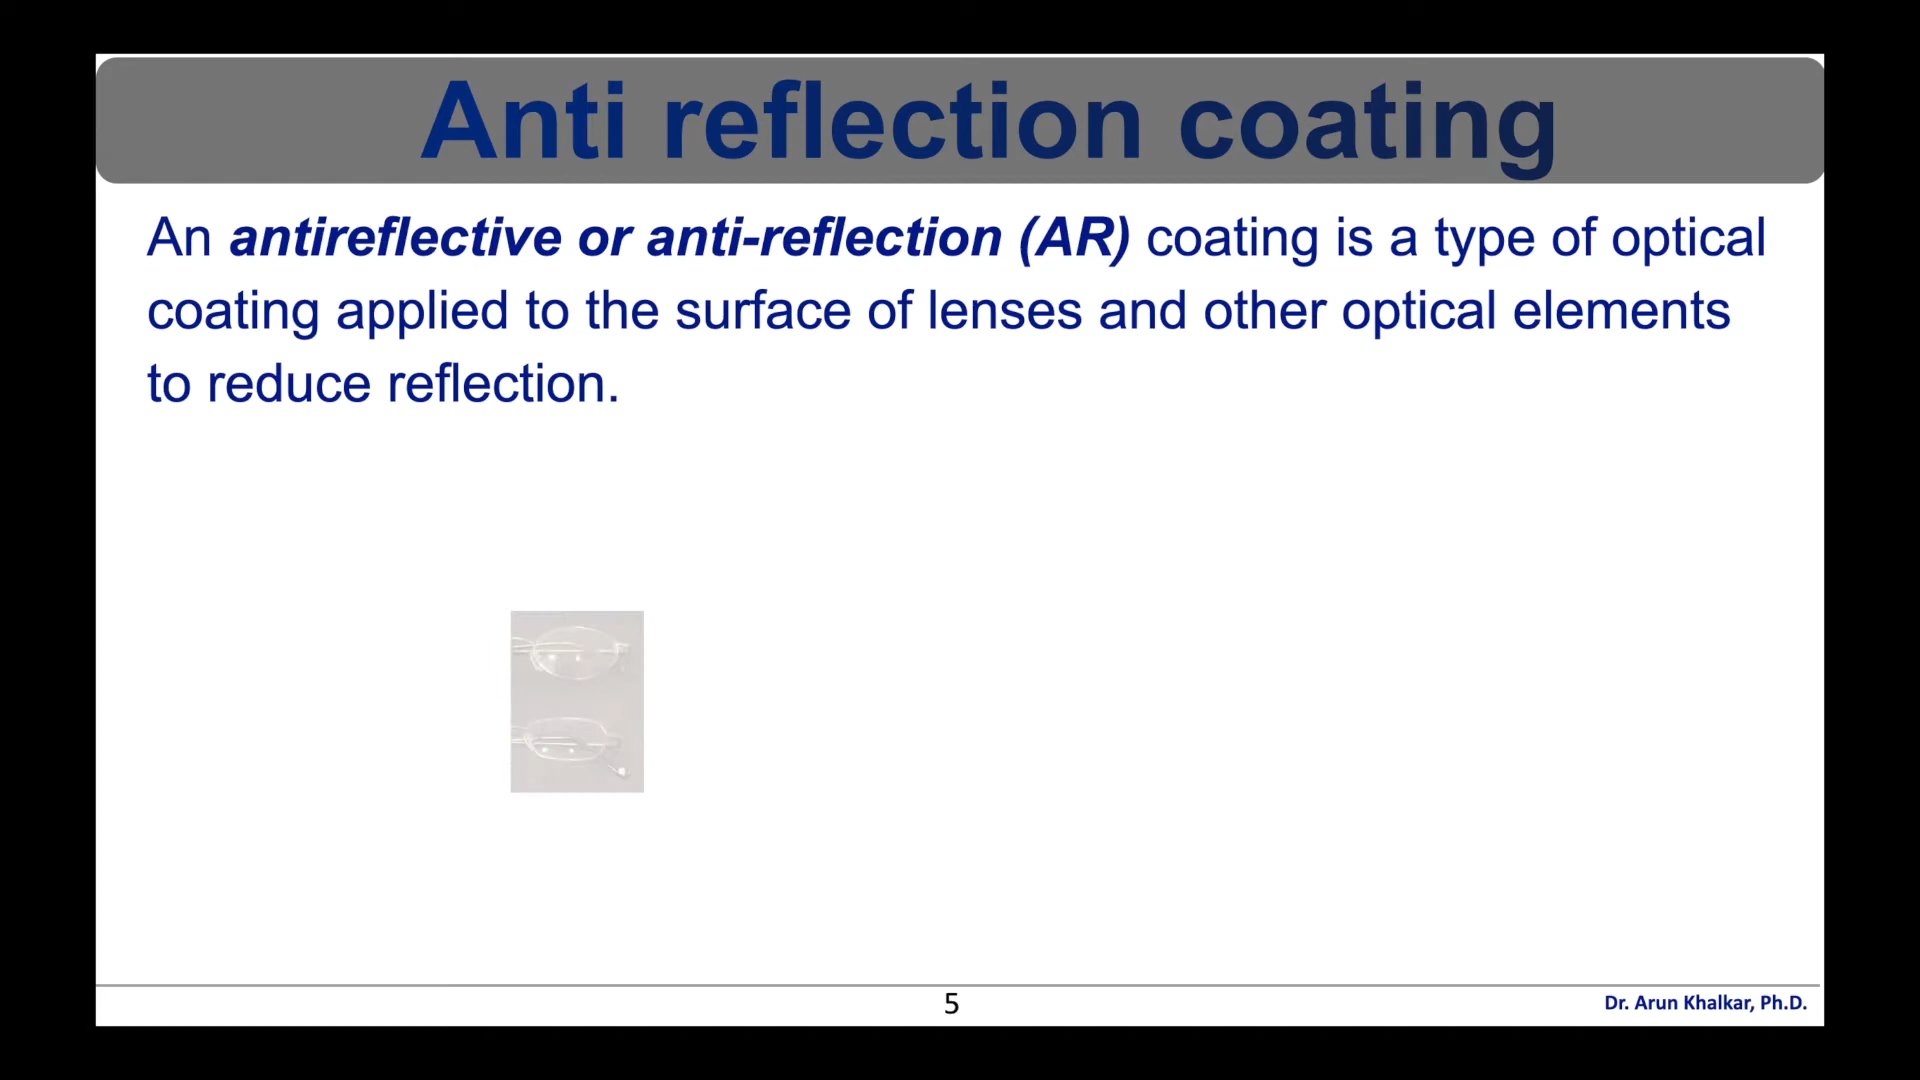 Anti reflection coating
An antireflective or anti-reflection (AR) coating is a type of optical
coating applied to the surface of lenses and other optical elements
to reduce reflection.
5
Dr. Arun Khalkar, Ph.D.